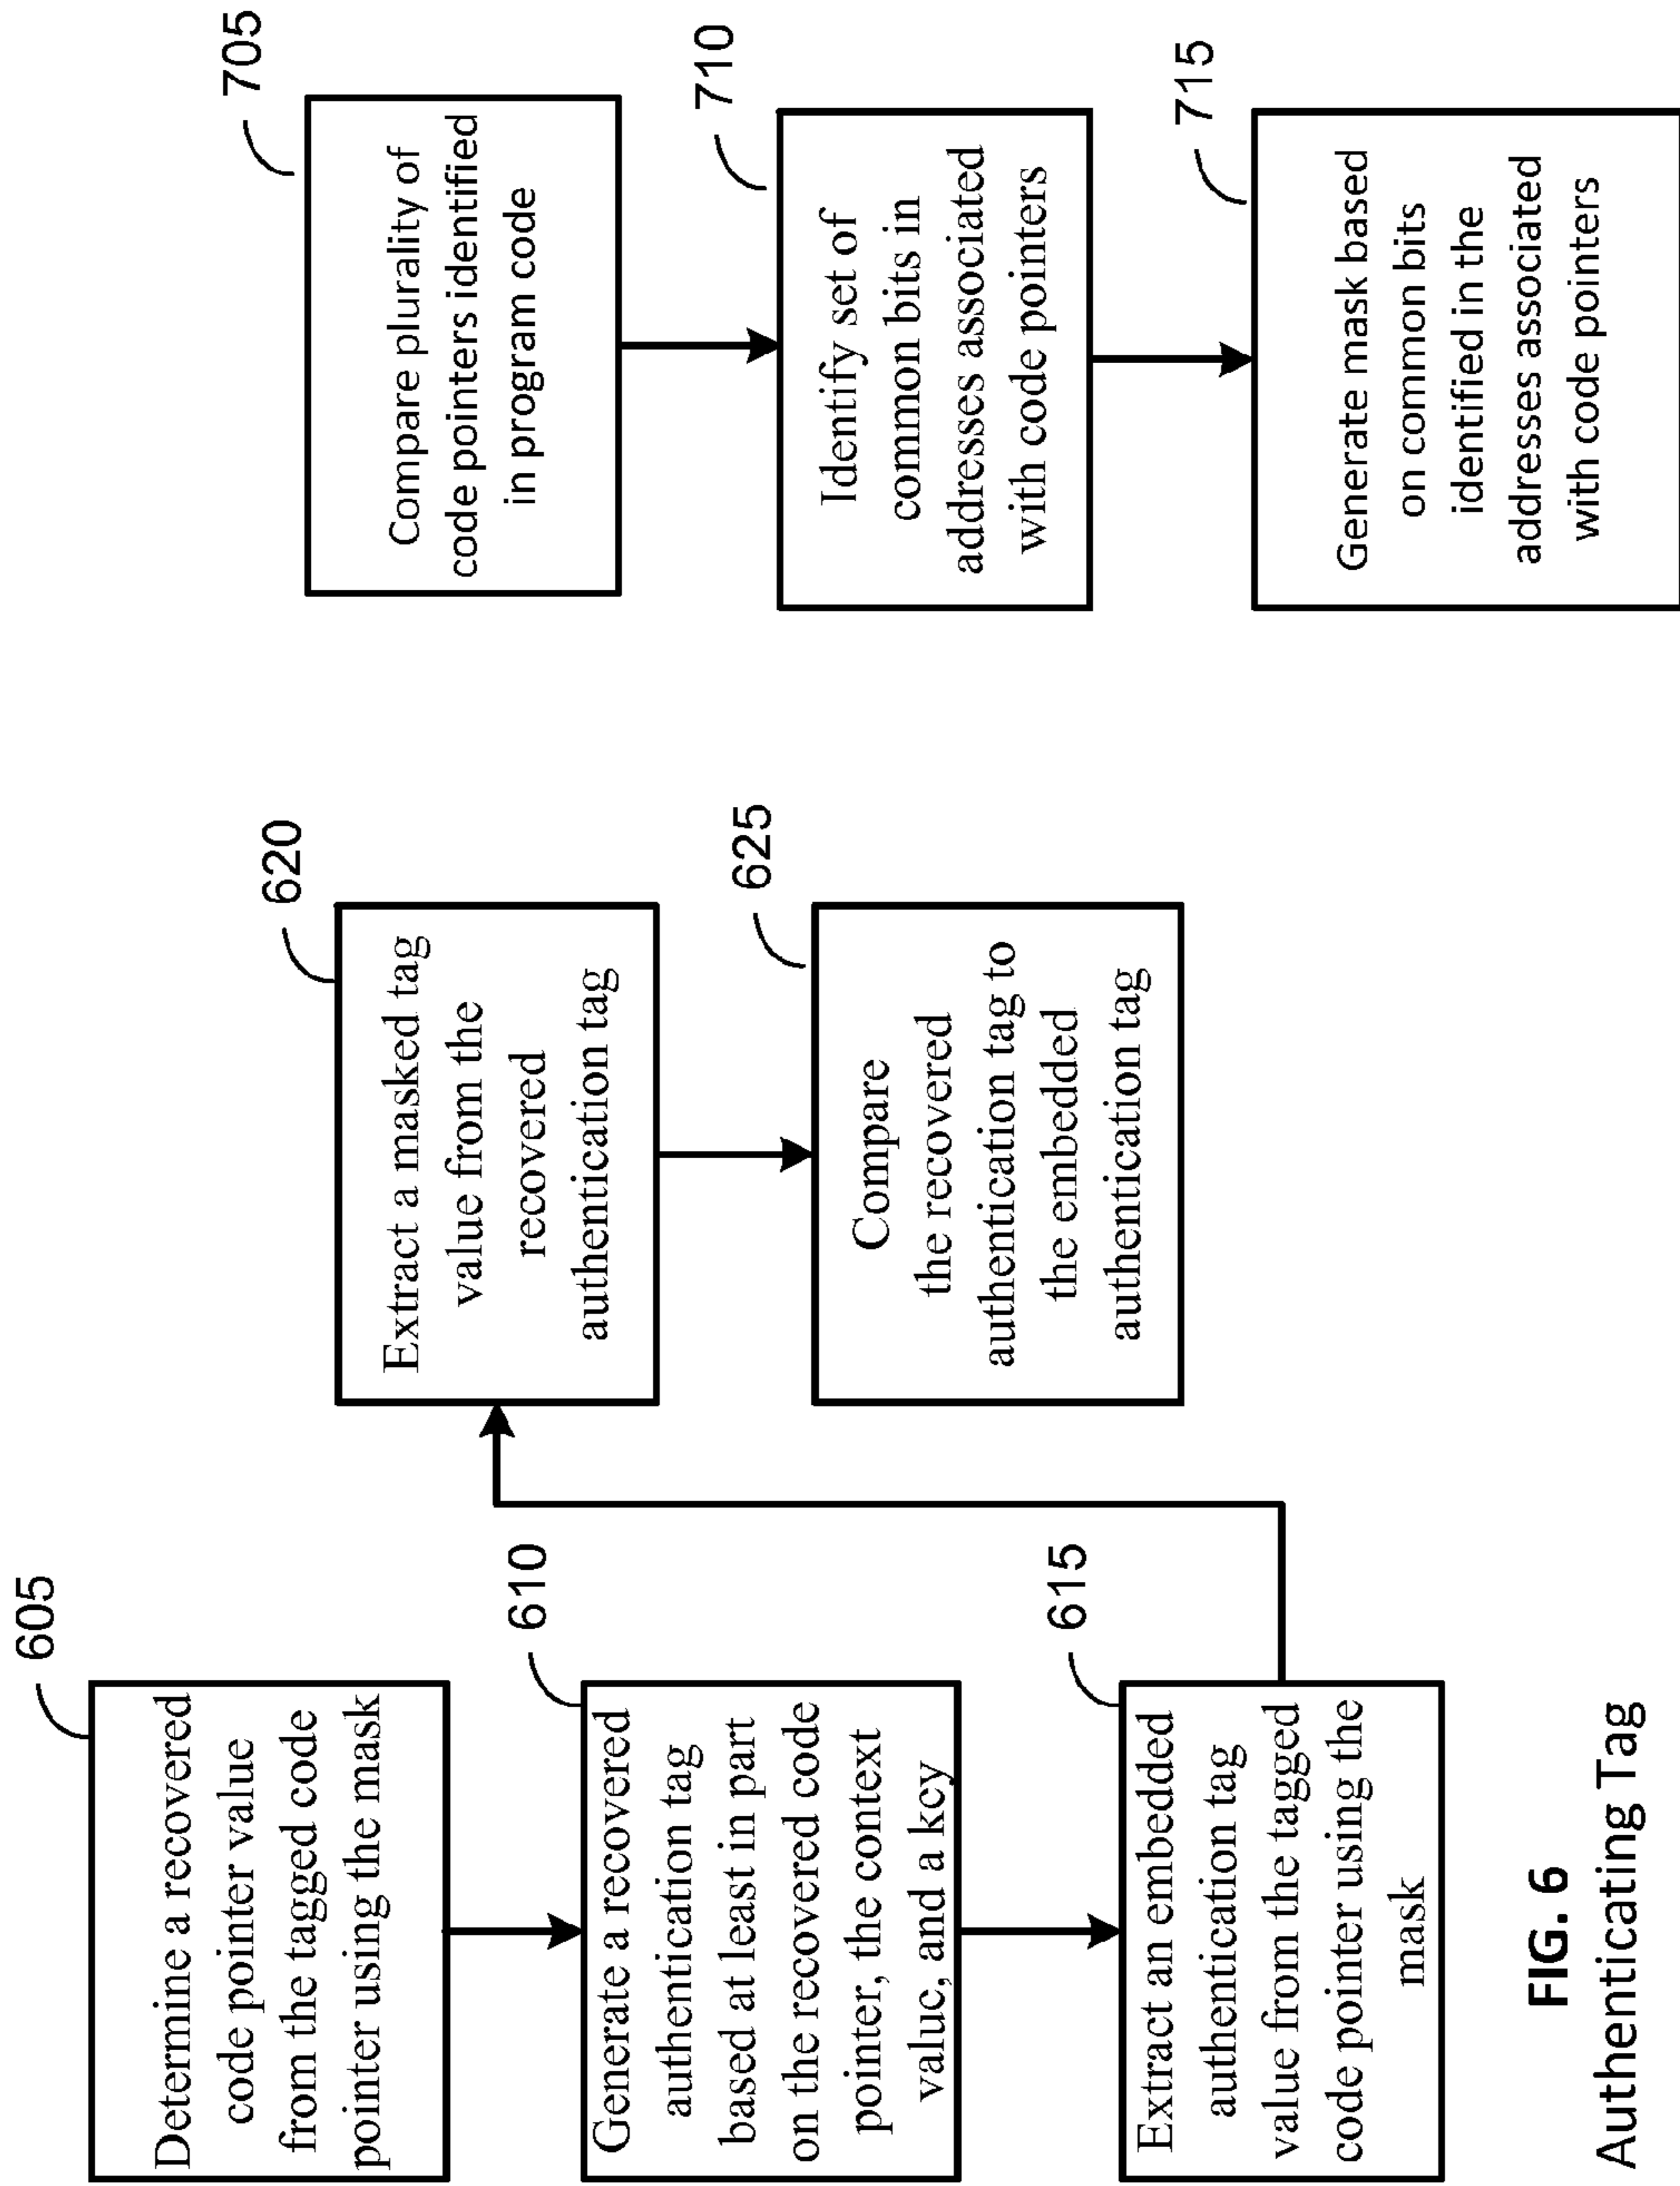 605
Determine a recovered
code pointer value
from the tagged code
pointer using the mask
610
Generate a recovered
authentication tag
based at least in part
on the recovered code
pointer, the context
value, and a key
615
Extract an embedded
authentication tag
value from the tagged
code pointer using the
mask
620
Extract a masked tag
value from the
recovered
authentication tag
625
Compare
the recovered
authentication tag to
the embedded
authentication tag
FIG. 6
Authenticating Tag
705
Compare plurality of
code pointers identified
in program code
710
Identify set of
common bits in
addresses associated
with code pointers
715
Generate mask based
on common bits
identified in the
addresses associated
with code pointers